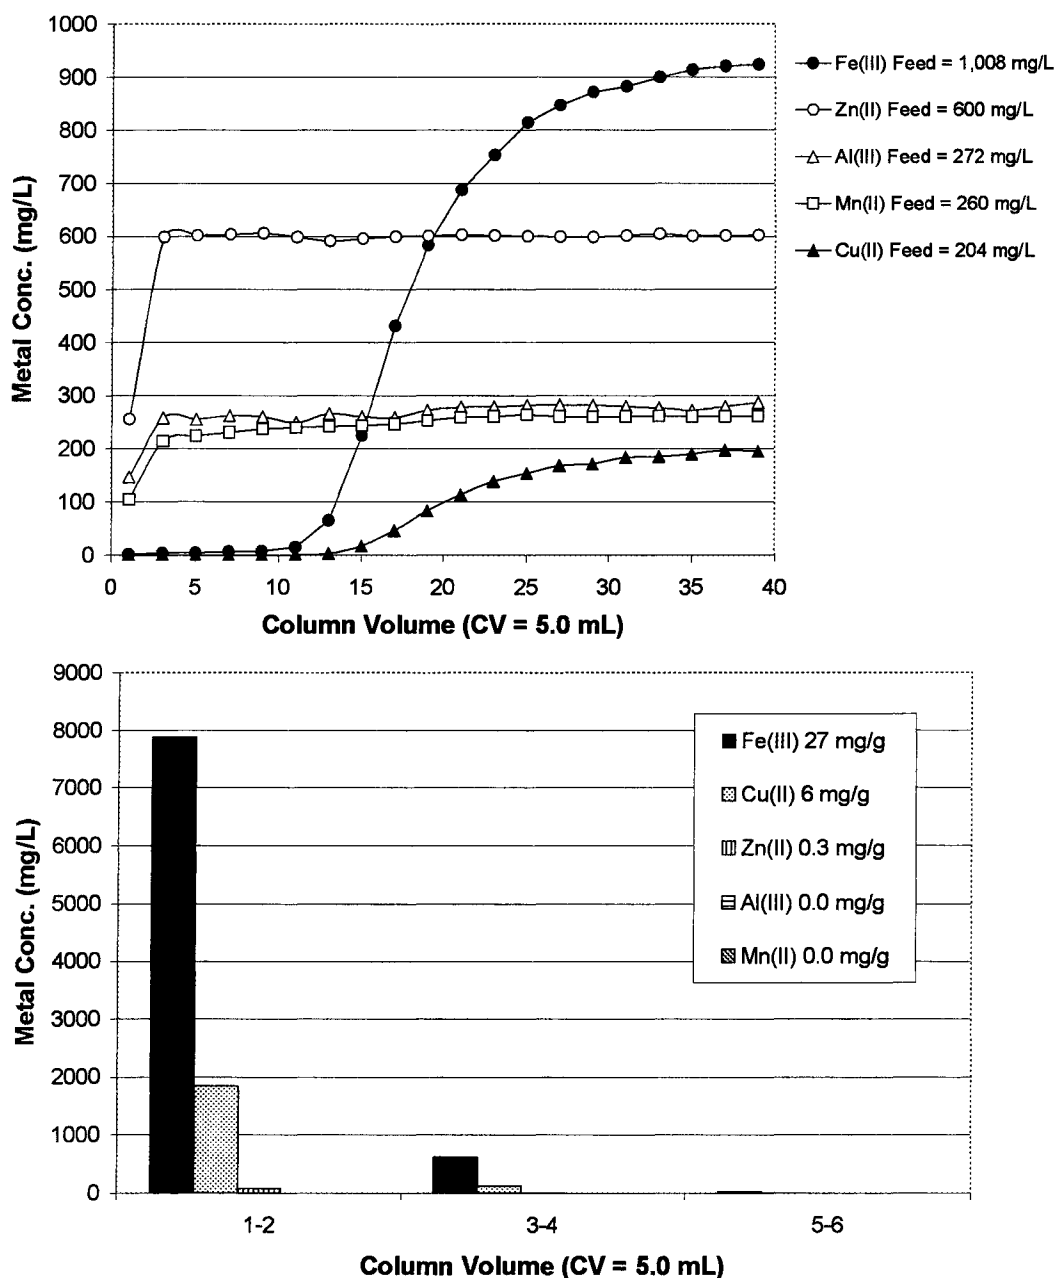 1000
900
800
700
600
500
400
300
200
100
0
Metal Conc. (mg/L)
0 5 10 15 20 25 30 35 40
Column Volume (CV = 5.0 mL)
Fe(III) Feed = 1,008 mg/L
Zn(II) Feed = 600 mg/L
Al(III) Feed = 272 mg/L
Mn(II) Feed = 260 mg/L
Cu(II) Feed = 204 mg/L
9000
8000
7000
6000
5000
4000
3000
2000
1000
0
Metal Conc. (mg/L)
Fe(III) 27 mg/g
Cu(II) 6 mg/g
Zn(II) 0.3 mg/g
Al(III) 0.0 mg/g
Mn(II) 0.0 mg/g
1-2 3-4 5-6
Column Volume (CV = 5.0 mL)